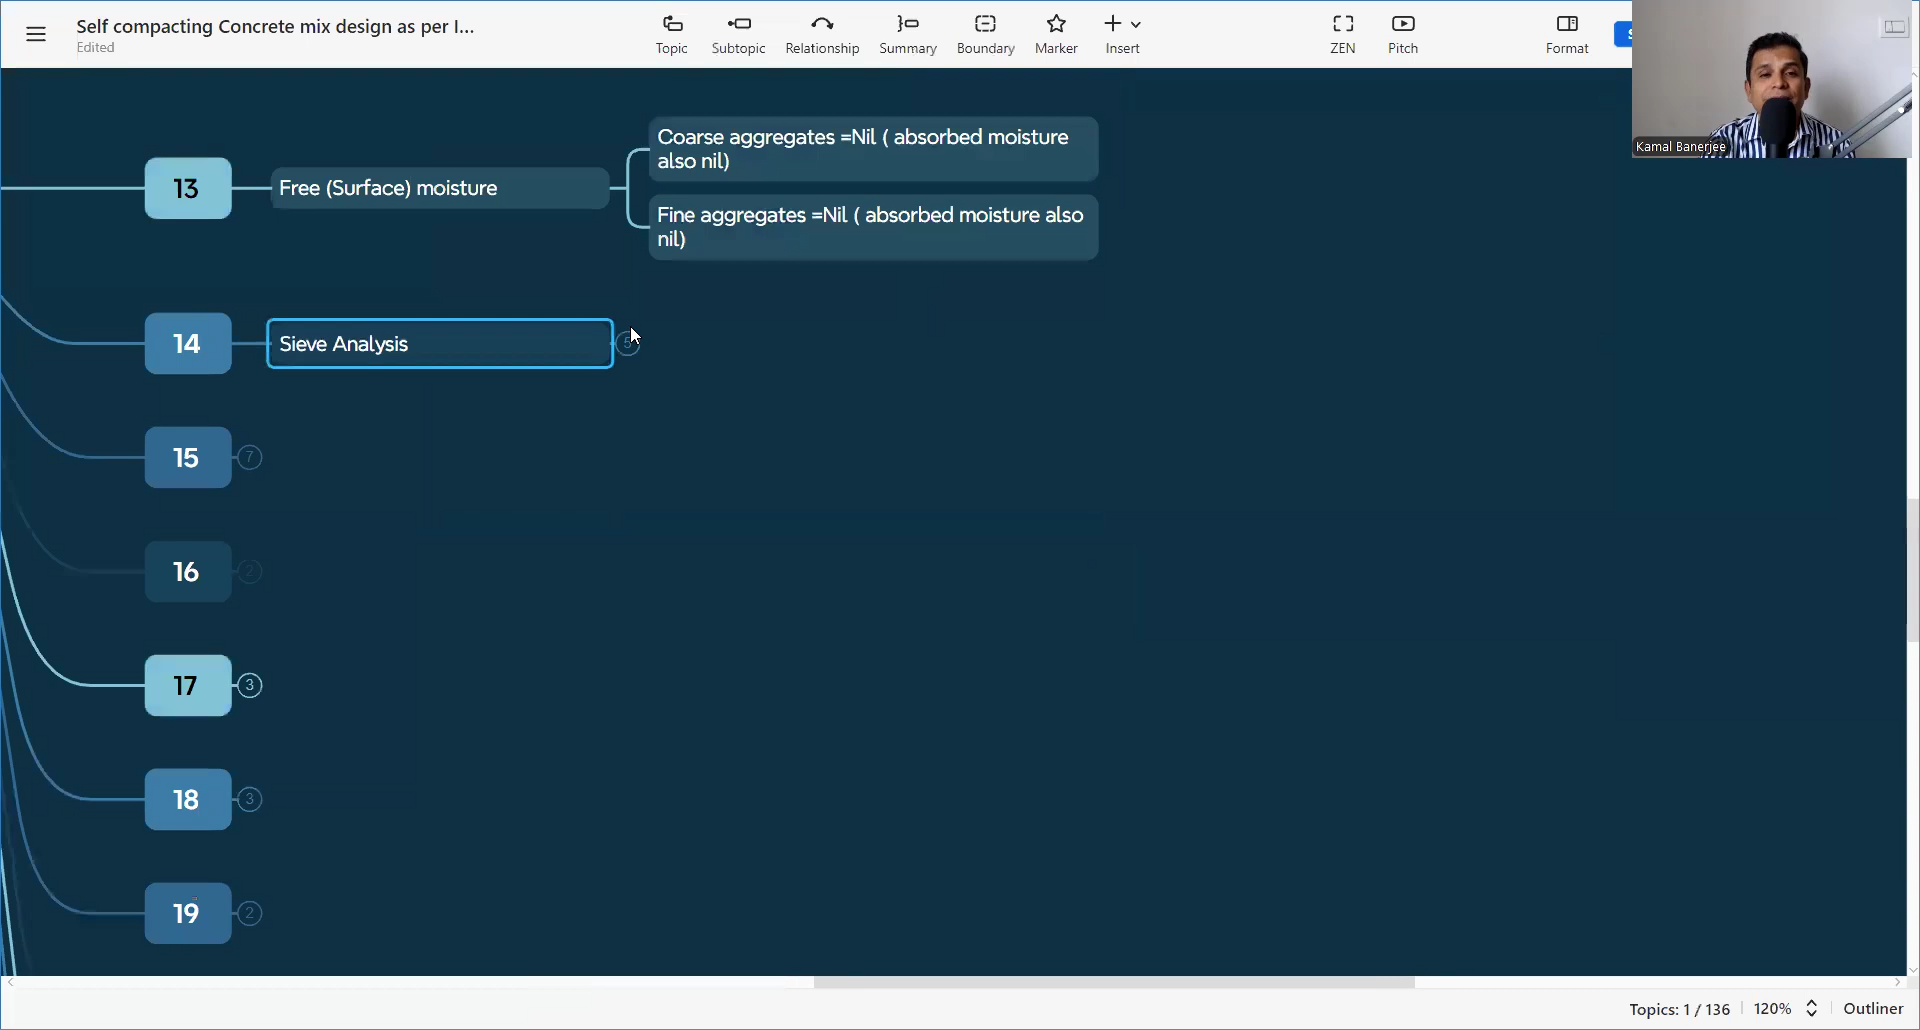 Self compacting Concrete mix design as per I...
Edited
Topic
Subtopic
Relationship
Summary
Boundary
Marker
Insert
ZEN
Pitch
Format
S
Kamal Banerjee
13
Free (Surface) moisture
Coarse aggregates =Nil ( absorbed moisture
also nil)
Fine aggregates =Nil ( absorbed moisture also
nil)
14
Sieve Analysis
5
15
7
16
2
17
3
18
3
19
2
Topics: 1 / 136
120%
Outliner